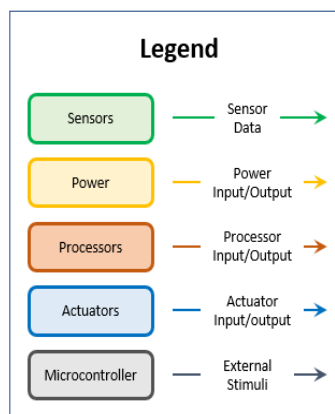 Legend
Sensors
Sensor
Data
Power
Power
Input/Output
Processors
Processor
Input/Output
Actuators
Actuator
Input/output
Microcontroller
External
Stimuli